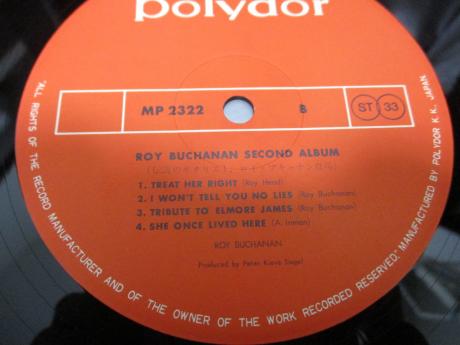 polydor
MP 2322 B ST 33
ROY BUCHANAN SECOND ALBUM
1. TREAT HER RIGHT (Roy Head)
2. I WON'T TELL YOU NO LIES (Roy Buchanan)
3. TRIBUTE TO ELMORE JAMES (Roy Buchanan)
4. SHE ONCE LIVED HERE (A. Inman)
ROY BUCHANAN
Produced by Peter Kieve Siegel
"ALL RIGHTS OF THE RECORD MANUFACTURER AND OF THE OWNER OF THE WORK RECORDED RESERVED." MANUFACTURED BY POLYDOR K.K. JAPAN.